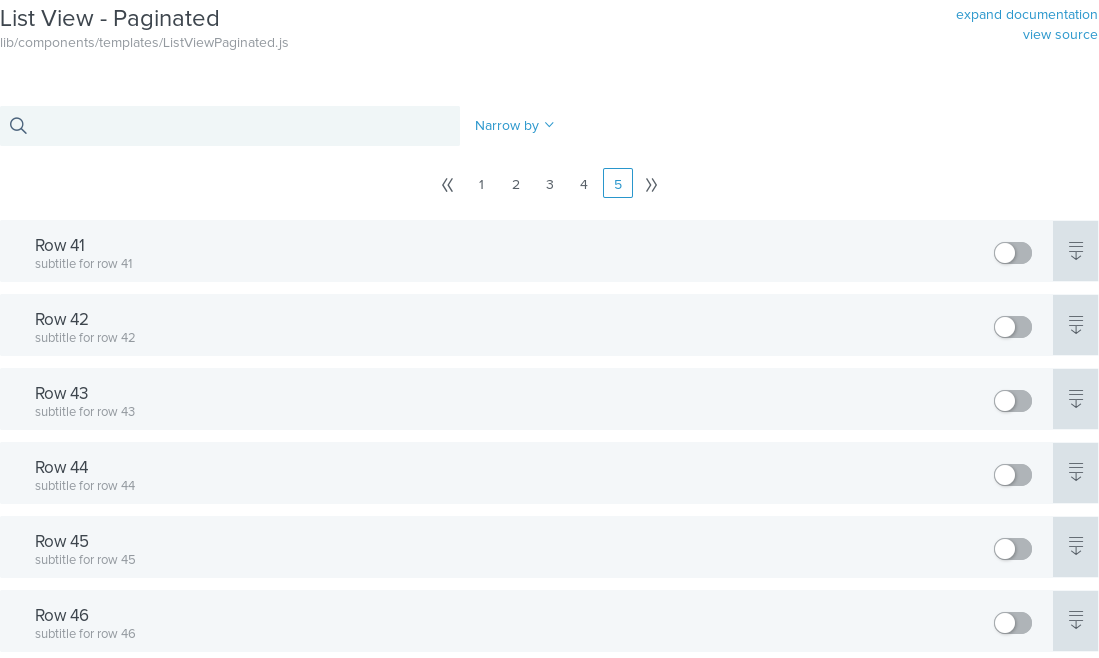 List View - Paginated
expand documentation
lib/components/templates/ListViewPaginated.js
view source
Narrow by
1 2 3 4 5
Row 41
subtitle for row 41
Row 42
subtitle for row 42
Row 43
subtitle for row 43
Row 44
subtitle for row 44
Row 45
subtitle for row 45
Row 46
subtitle for row 46